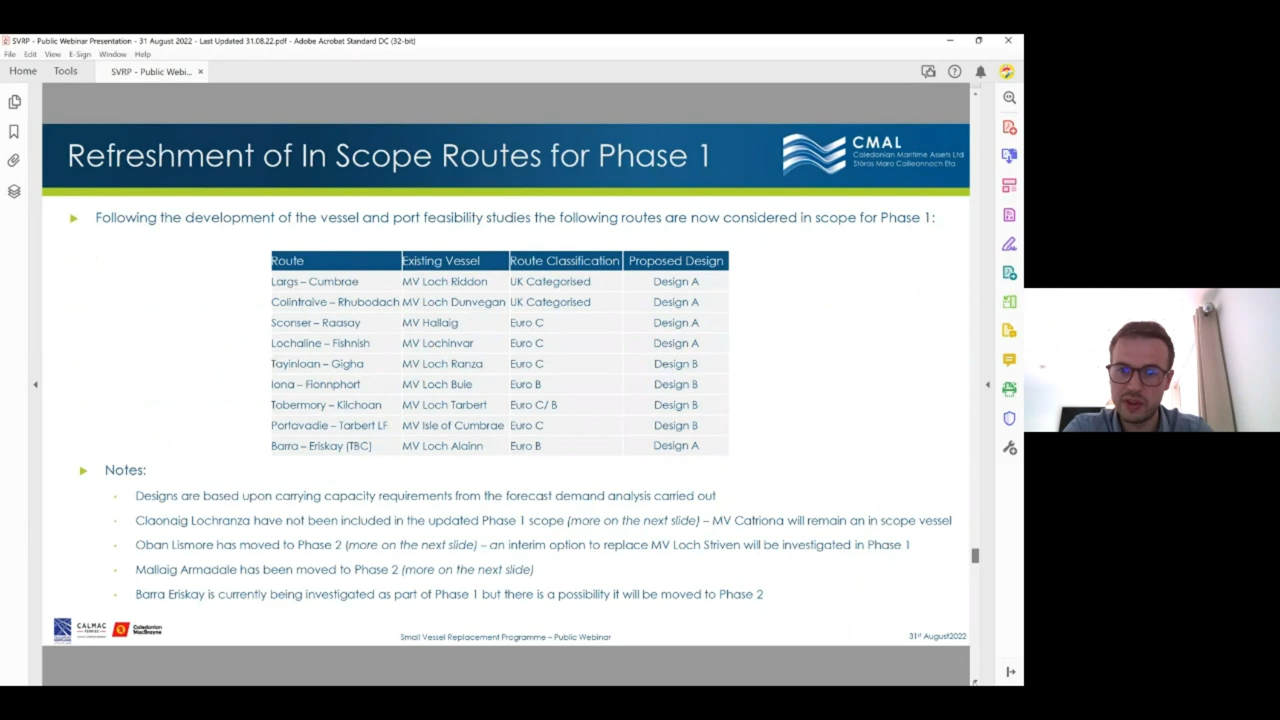 SVRP - Public Webinar Presentation - 31 August 2022 - Last Updated 31.08.22.pdf - Adobe Acrobat Standard DC (32-bit)
File Edit View E-Sign Window Help
Home Tools SVRP - Public Webi... ×
Refreshment of In Scope Routes for Phase 1
CMAL
Caledonian Maritime Assets Ltd
Stòras Mara Cailleannach Eta
Following the development of the vessel and port feasibility studies the following routes are now considered in scope for Phase 1:
Route Existing Vessel Route Classification Proposed Design
Largs – Cumbrae MV Loch Riddon UK Categorised Design A
Colintraive – Rhubodach MV Loch Dunvegan UK Categorised Design A
Sconser – Raasay MV Hallaig Euro C Design A
Lochaline – Fishnish MV Lochinvar Euro C Design A
Tayinloan – Gigha MV Loch Ranza Euro C Design B
Iona – Fionnphort MV Loch Buie Euro B Design B
Tobermory – Kilchoan MV Loch Tarbert Euro C/ B Design B
Portavadie – Tarbert LF MV Isle of Cumbrae Euro C Design B
Barra – Eriskay (TBC) MV Loch Alainn Euro B Design A
Notes:
Designs are based upon carrying capacity requirements from the forecast demand analysis carried out
Claonaig Lochranza have not been included in the updated Phase 1 scope (more on the next slide) – MV Catriona will remain an in scope vessel
Oban Lismore has moved to Phase 2 (more on the next slide) – an interim option to replace MV Loch Striven will be investigated in Phase 1
Mallaig Armadale has been moved to Phase 2 (more on the next slide)
Barra Eriskay is currently being investigated as part of Phase 1 but there is a possibility it will be moved to Phase 2
CALMAC
FERRIES
Caledonian
MacBrayne
Small Vessel Replacement Programme – Public Webinar
31st August2022